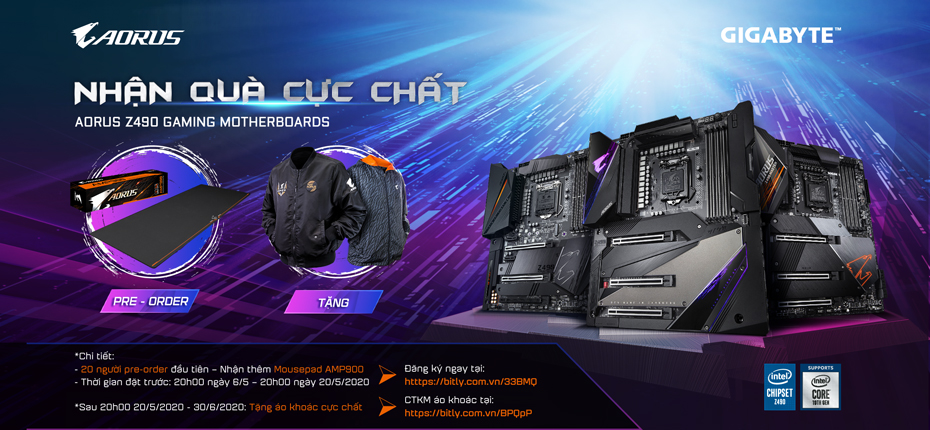 AORUS
GIGABYTE™
NHẬN QUÀ CỰC CHẤT
AORUS Z490 GAMING MOTHERBOARDS
AORUS
AORUS
PRE - ORDER
TẶNG
*Chi tiết:
- 20 người pre-order đầu tiên – Nhận thêm Mousepad AMP900
- Thời gian đặt trước: 20h00 ngày 6/5 – 20h00 ngày 20/5/2020
*Sau 20h00 20/5/2020 - 30/6/2020: Tặng áo khoác cực chất
Đăng ký ngay tại:
https://bitly.com.vn/33BMQ
CTKM áo khoác tại:
https://bitly.com.vn/BPQpP
intel
CHIPSET
Z490
SUPPORTS
intel
CORE
10TH GEN